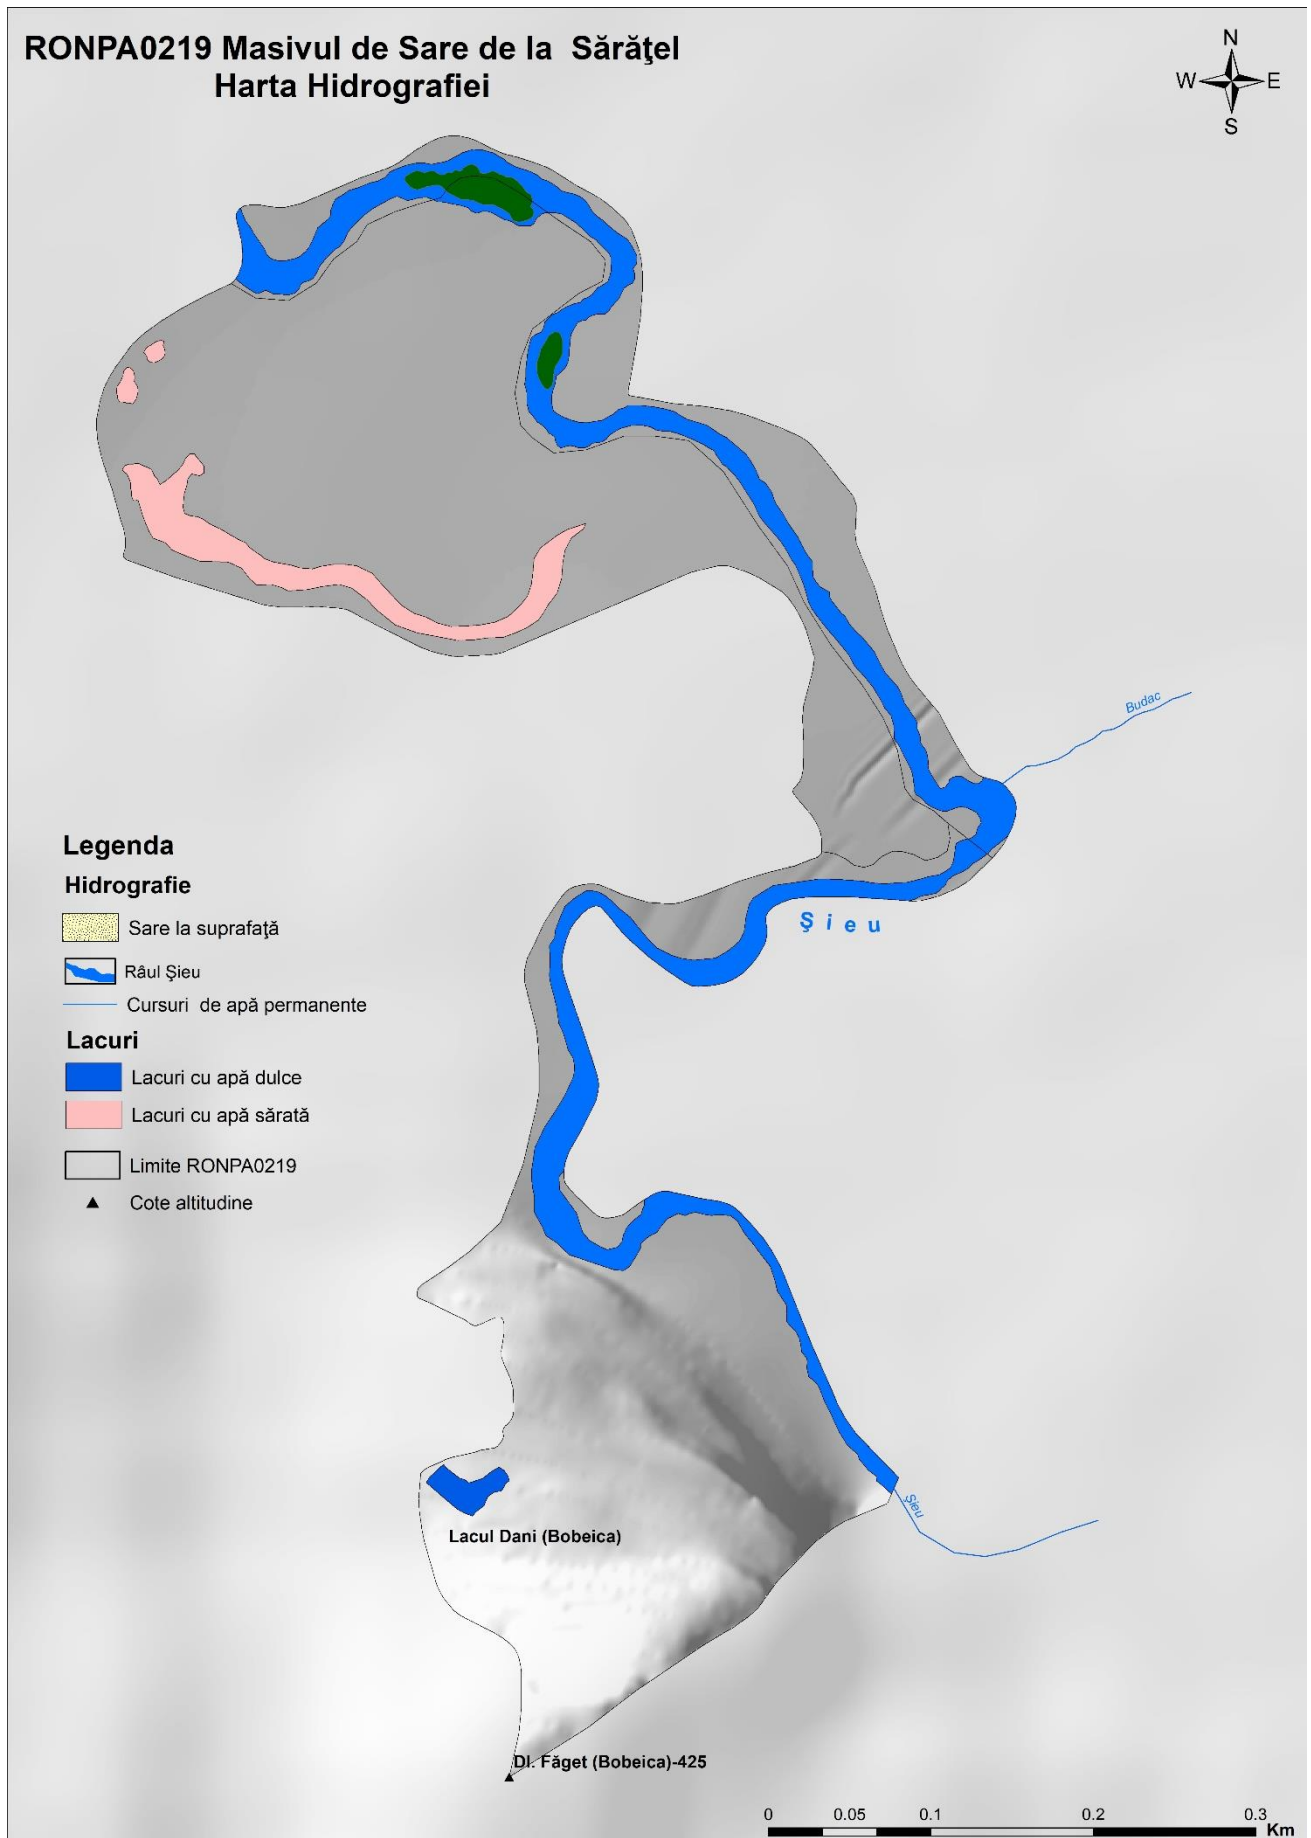 RONPA0219 Masivul de Sare de la Sărăţel
Harta Hidrografiei
N
W E
S
Budac
Şieu
Legenda
Hidrografie
Sare la suprafaţă
Râul Şieu
Cursuri de apă permanente
Lacuri
Lacuri cu apă dulce
Lacuri cu apă sărată
Limite RONPA0219
Cote altitudine
Şieu
Lacul Dani (Bobeica)
Dl. Făget (Bobeica)-425
0 0.05 0.1 0.2 0.3
Km